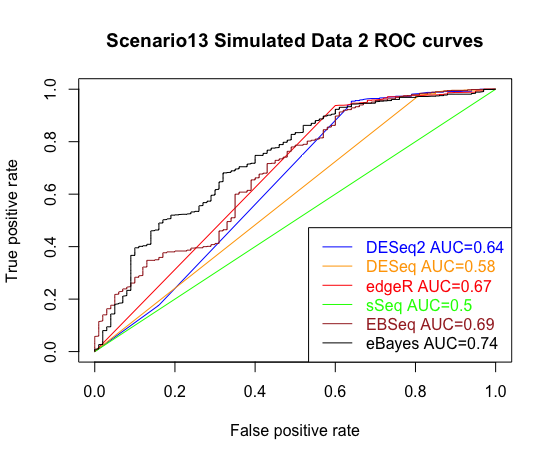 Scenario13 Simulated Data 2 ROC curves
True positive rate
1.0
0.8
0.6
0.4
0.2
0.0
DESeq2 AUC=0.64
DESeq AUC=0.58
edgeR AUC=0.67
sSeq AUC=0.5
EBSeq AUC=0.69
eBayes AUC=0.74
0.0 0.2 0.4 0.6 0.8 1.0
False positive rate